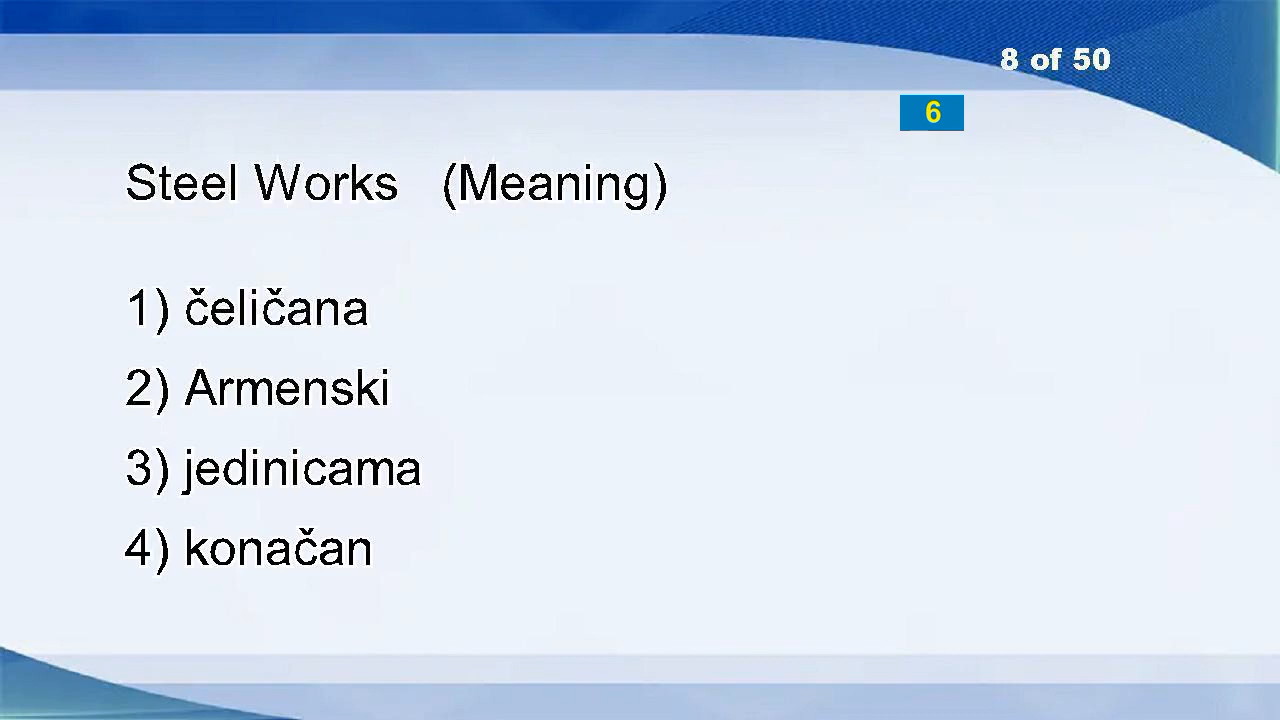 8 of 50
6
Steel Works (Meaning)
1) čeličana
2) Armenski
3) jedinicama
4) konačan